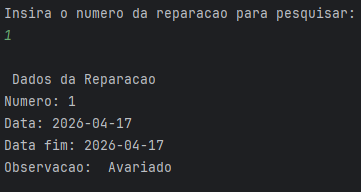 Insira o numero da reparacao para pesquisar:
1
Dados da Reparacao
Numero: 1
Data: 2026-04-17
Data fim: 2026-04-17
Observacao:  Avariado